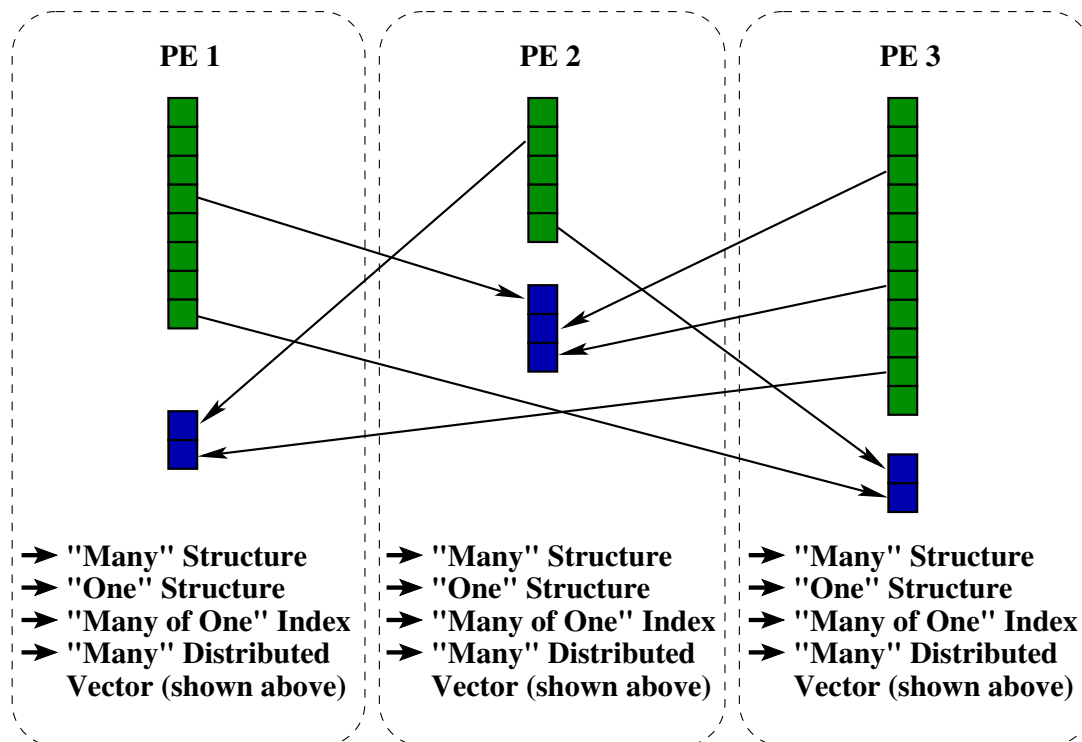 PE 1
PE 2
PE 3
"Many" Structure
"One" Structure
"Many of One" Index
"Many" Distributed
Vector (shown above)
"Many" Structure
"One" Structure
"Many of One" Index
"Many" Distributed
Vector (shown above)
"Many" Structure
"One" Structure
"Many of One" Index
"Many" Distributed
Vector (shown above)